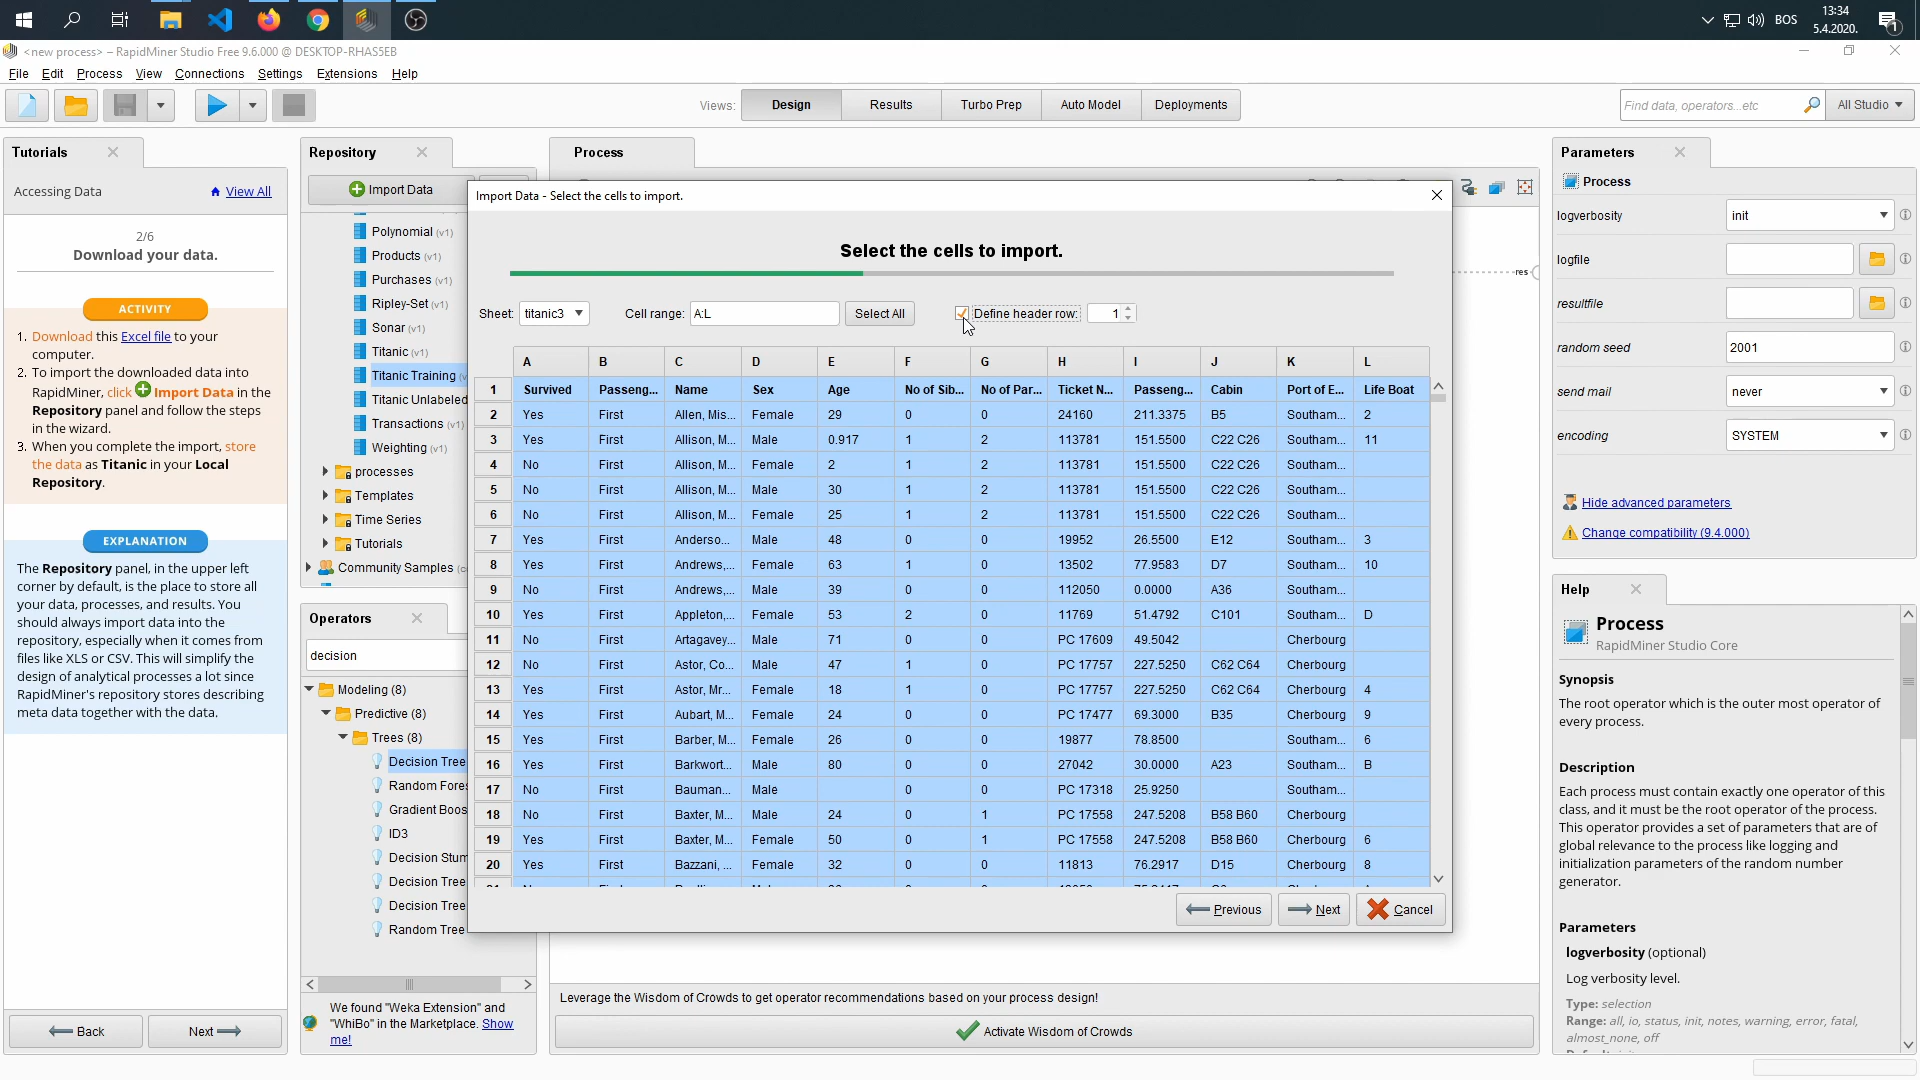 13:34
BOS
5.4.2020.
1
<new process> – RapidMiner Studio Free 9.6.000 @ DESKTOP-RHAS5EB
File Edit Process View Connections Settings Extensions Help
Views: Design Results Turbo Prep Auto Model Deployments
Find data, operators...etc All Studio
Tutorials
Accessing Data View All
2/6
Download your data.
ACTIVITY
1. Download this Excel file to your
computer.
2. To import the downloaded data into
RapidMiner, click Import Data in the
Repository panel and follow the steps
in the wizard.
3. When you complete the import, store
the data as Titanic in your Local
Repository.
EXPLANATION
The Repository panel, in the upper left
corner by default, is the place to store all
your data, processes, and results. You
should always import data into the
repository, especially when it comes from
files like XLS or CSV. This will simplify the
design of analytical processes a lot since
RapidMiner's repository stores describing
meta data together with the data.
Back Next
Repository
Import Data
Polynomial (v1)
Products (v1)
Purchases (v1)
Ripley-Set (v1)
Sonar (v1)
Titanic (v1)
Titanic Training
Titanic Unlabeled
Transactions (v1)
Weighting (v1)
processes
Templates
Time Series
Tutorials
Community Samples
Operators
decision
Modeling (8)
Predictive (8)
Trees (8)
Decision Tree
Random Fores
Gradient Boos
ID3
Decision Stum
Decision Tree
Decision Tree
Random Tree
We found "Weka Extension" and
"WhiBo" in the Marketplace. Show
me!
Process
res
Import Data - Select the cells to import.
Select the cells to import.
Sheet: titanic3 Cell range: A:L Select All Define header row: 1
A B C D E F G H I J K L
1 Survived Passeng... Name Sex Age No of Sib... No of Par... Ticket N... Passeng... Cabin Port of E... Life Boat
2 Yes First Allen, Mis... Female 29 0 0 24160 211.3375 B5 Southam... 2
3 Yes First Allison, M... Male 0.917 1 2 113781 151.5500 C22 C26 Southam... 11
4 No First Allison, M... Female 2 1 2 113781 151.5500 C22 C26 Southam...
5 No First Allison, M... Male 30 1 2 113781 151.5500 C22 C26 Southam...
6 No First Allison, M... Female 25 1 2 113781 151.5500 C22 C26 Southam...
7 Yes First Anderso... Male 48 0 0 19952 26.5500 E12 Southam... 3
8 Yes First Andrews,... Female 63 1 0 13502 77.9583 D7 Southam... 10
9 No First Andrews,... Male 39 0 0 112050 0.0000 A36 Southam...
10 Yes First Appleton,... Female 53 2 0 11769 51.4792 C101 Southam... D
11 No First Artagavey... Male 71 0 0 PC 17609 49.5042 Cherbourg
12 No First Astor, Co... Male 47 1 0 PC 17757 227.5250 C62 C64 Cherbourg
13 Yes First Astor, Mr... Female 18 1 0 PC 17757 227.5250 C62 C64 Cherbourg 4
14 Yes First Aubart, M... Female 24 0 0 PC 17477 69.3000 B35 Cherbourg 9
15 Yes First Barber, M... Female 26 0 0 19877 78.8500 Southam... 6
16 Yes First Barkwort... Male 80 0 0 27042 30.0000 A23 Southam... B
17 No First Bauman... Male 0 0 PC 17318 25.9250 Southam...
18 No First Baxter, M... Male 24 0 1 PC 17558 247.5208 B58 B60 Cherbourg
19 Yes First Baxter, M... Female 50 0 1 PC 17558 247.5208 B58 B60 Cherbourg 6
20 Yes First Bazzani, ... Female 32 0 0 11813 76.2917 D15 Cherbourg 8
Previous Next Cancel
Leverage the Wisdom of Crowds to get operator recommendations based on your process design!
Activate Wisdom of Crowds
Parameters
Process
logverbosity init
logfile
resultfile
random seed 2001
send mail never
encoding SYSTEM
Hide advanced parameters
Change compatibility (9.4.000)
Help
Process
RapidMiner Studio Core
Synopsis
The root operator which is the outer most operator of
every process.
Description
Each process must contain exactly one operator of this
class, and it must be the root operator of the process.
This operator provides a set of parameters that are of
global relevance to the process like logging and
initialization parameters of the random number
generator.
Parameters
logverbosity (optional)
Log verbosity level.
Type: selection
Range: all, io, status, init, notes, warning, error, fatal,
almost_none, off